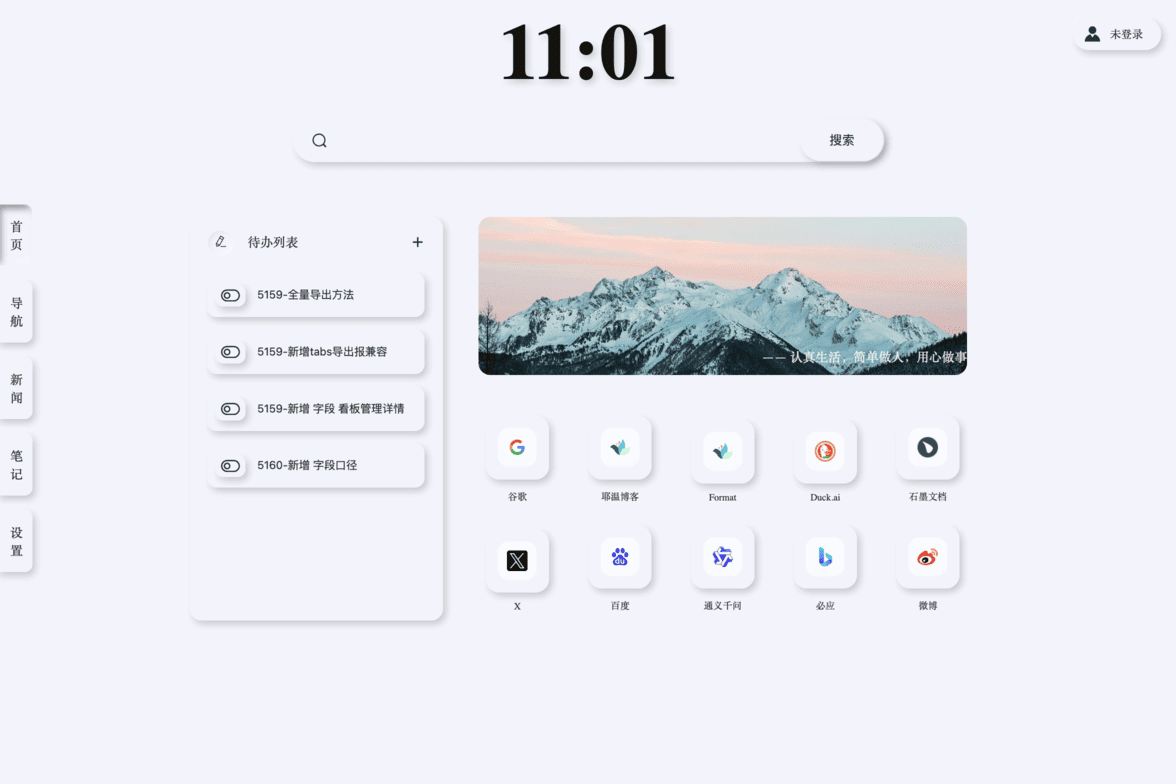 11:01
未登录
搜索
首页
导航
新闻
笔记
设置
待办列表
5159-全量导出方法
5159-新增tabs导出报兼容
5159-新增 字段 看板管理详情
5160-新增 字段口径
—— 认真生活，简单做人，用心做事
谷歌
耶温博客
Format
Duck.ai
石墨文档
X
百度
通义千问
必应
微博